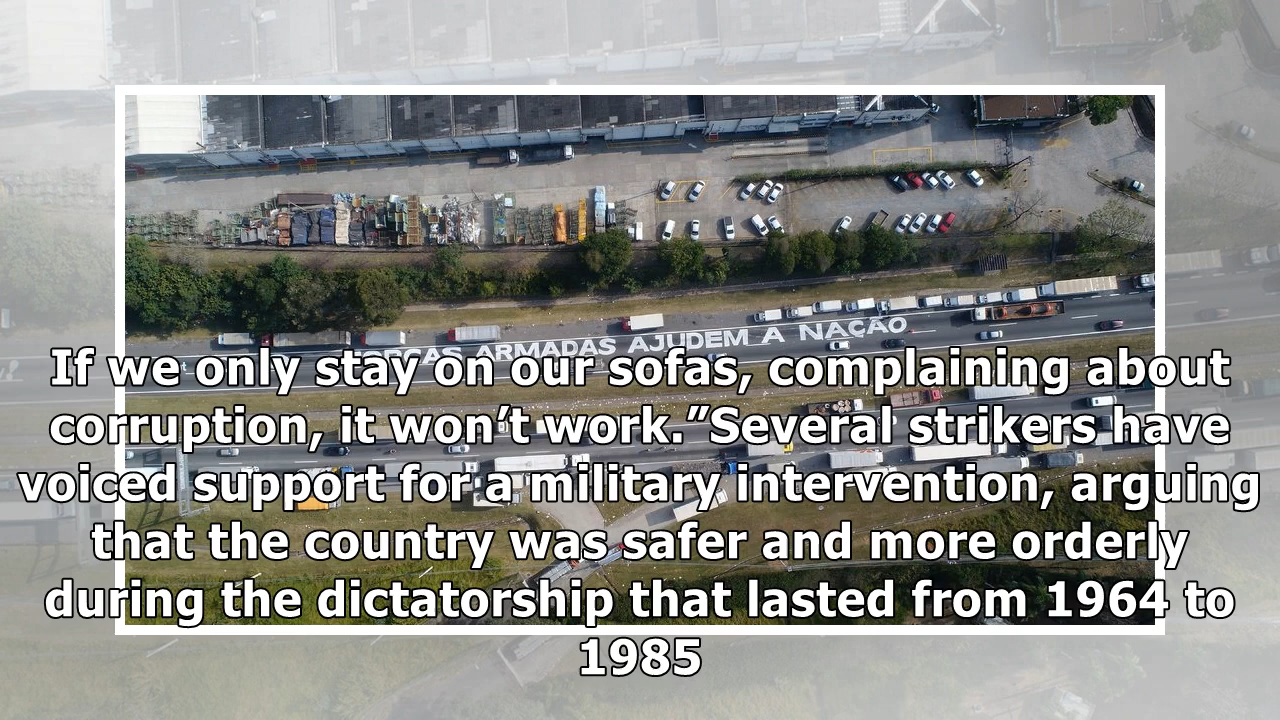 FORÇAS ARMADAS AJUDEM A NAÇÃO
If we only stay on our sofas, complaining about
corruption, it won’t work.”Several strikers have
voiced support for a military intervention, arguing
that the country was safer and more orderly
during the dictatorship that lasted from 1964 to
1985